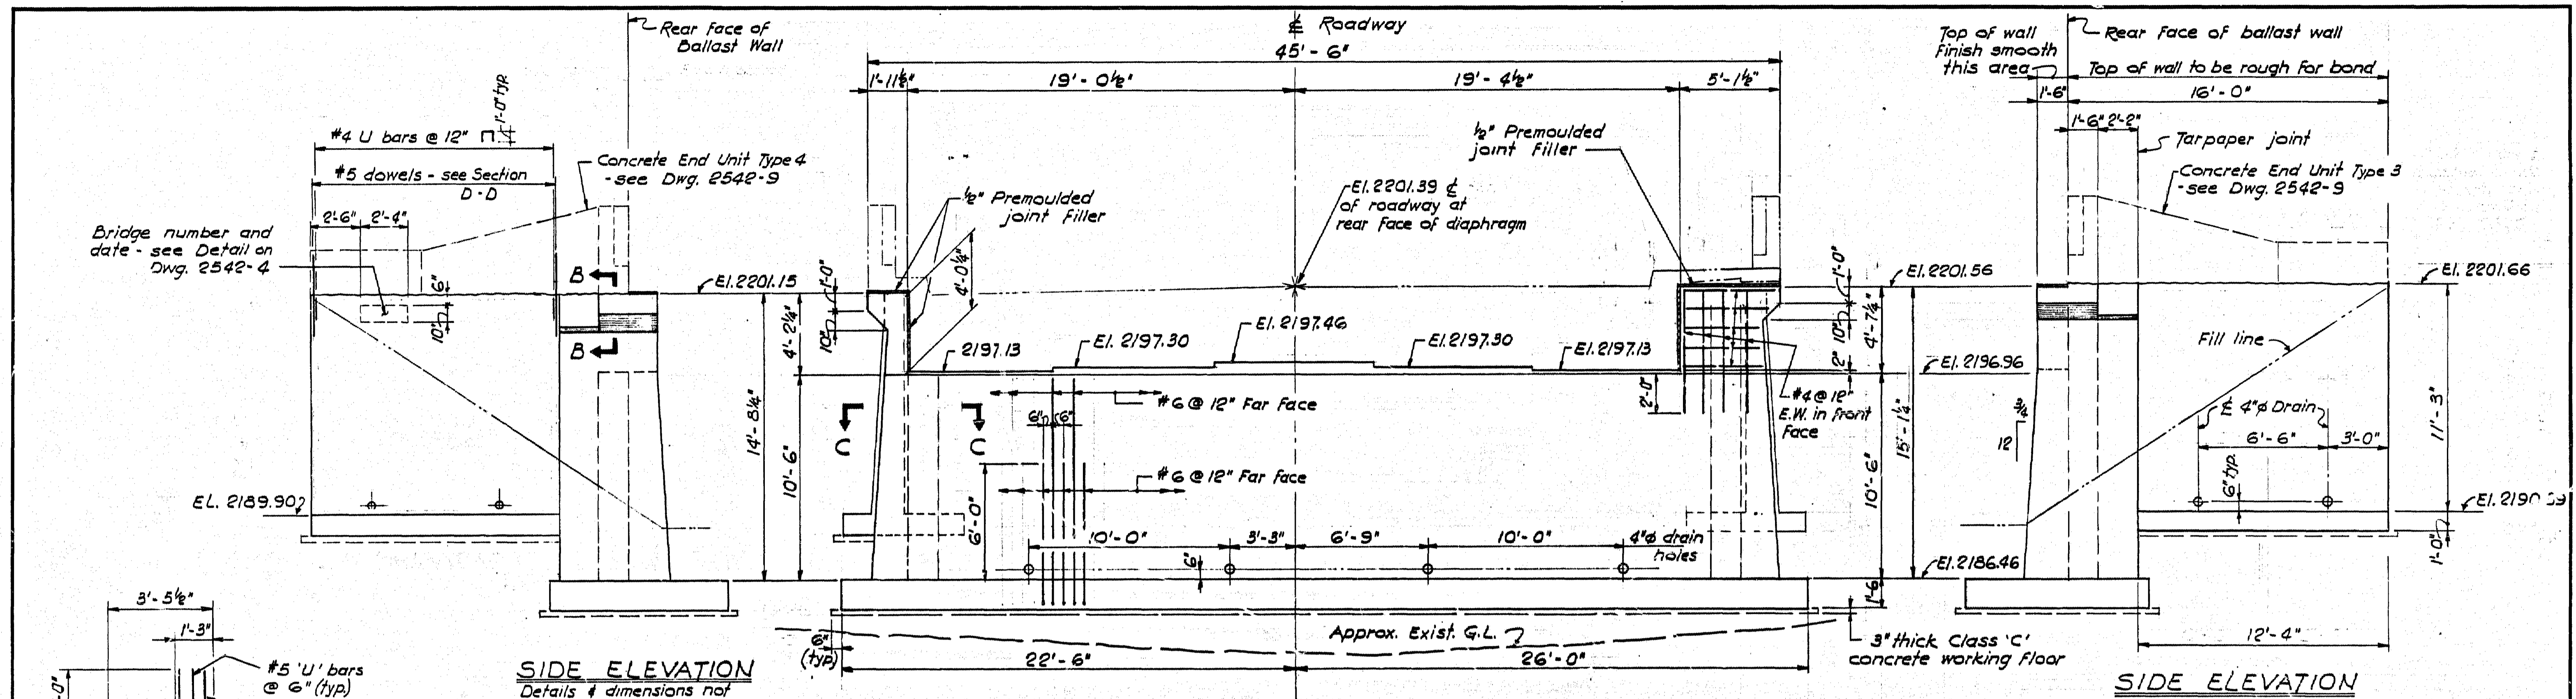 Rear face of
Ballast Wall
#4 U bars @ 12"
1'-0" typ.
#5 dowels - see Section
D-D
2'-6" 2'-4"
Concrete End Unit Type 4
- see Dwg. 2542-9
Bridge number and
date - see Detail on
Dwg. 2542-4
6"
10"
B
B
El. 2201.15
EL. 2189.90
3'-5½"
1'-3"
#5 'U' bars
@ 6" (typ.)
SIDE ELEVATION
Details & dimensions not
℄ Roadway
45'-6"
1'-11½" 19'-0½" 19'-4½" 5'-1½"
½" Premoulded
joint filler
4'-0¼"
El. 2201.39 ℄
of roadway at
rear face of diaphragm
½" Premoulded
joint filler
1'-0"
10"
4'-2¼"
14'-8¼"
10'-6"
2197.13
El. 2197.30
El. 2197.46
El. 2197.30
El. 2197.13
#6 @ 12" Far face
6" 6"
C
C
#6 @ 12" Far face
6'-0"
2'-0"
#4 @ 12"
E.W. in front
face
10'-0" 3'-3" 6'-9" 10'-0"
4"ø drain
holes
6"
1'-0"
10"
2"
4'-7¼"
El. 2201.56
El. 2196.96
15'-1¼"
10'-6"
El. 2186.46
1'-6"
Approx. Exist. G.L.
6"
(typ.)
22'-6" 26'-0"
3" thick Class 'C'
concrete working floor
Top of wall
finish smooth
this area
Rear face of ballast wall
Top of wall to be rough for bond
1'-6" 16'-0"
1'-6" 2'-2"
Tarpaper joint
Concrete End Unit Type 3
- see Dwg. 2542-9
El. 2201.66
Fill line
3/4
12
℄ 4"ø Drain
6'-6" 3'-0"
6" typ.
11'-3"
1'-0"
12'-4"
SIDE ELEVATION